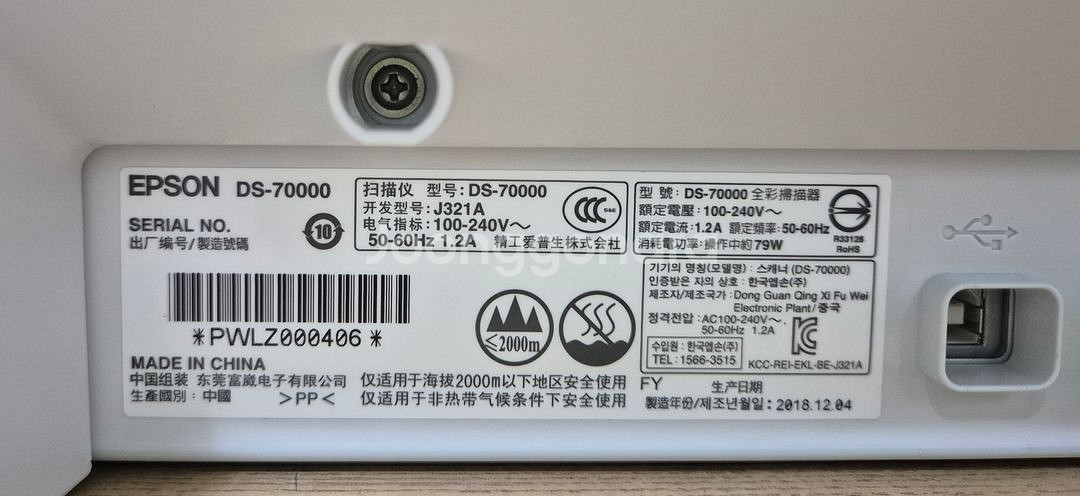 EPSON DS-70000
SERIAL NO.
出厂编号/製造號碼
10
*PWLZ000406*
MADE IN CHINA
中国组装 东莞富崴电子有限公司
生產國別：中國 >PP<
扫描仪 型号：DS-70000
开发型号：J321A
电气指标：100-240V～
50-60Hz 1.2A 精工爱普生株式会社
CCC S&E
型 號：DS-70000 全彩掃描器
額定電壓：100-240V～
額定電流：1.2A 額定頻率：50-60Hz
消耗電功率：操作中約79W
R33126
RoHS
≤2000m
仅适用于海拔2000m以下地区安全使用
仅适用于非热带气候条件下安全使用
기기의 명칭(모델명) : 스캐너 (DS-70000)
인증받은 자의 상호 : 한국엡손(주)
제조자/제조국가 : Dong Guan Qing Xi Fu Wei
Electronic Plant/중국
정격전압 : AC100-240V～,
50-60Hz 1.2A
수입원 : 한국엡손(주)
TEL : 1566-3515
KCC-REI-EKL-BE-J321A
FY 生产日期
製造年份/제조년월일 : 2018.12.04
joonggonara